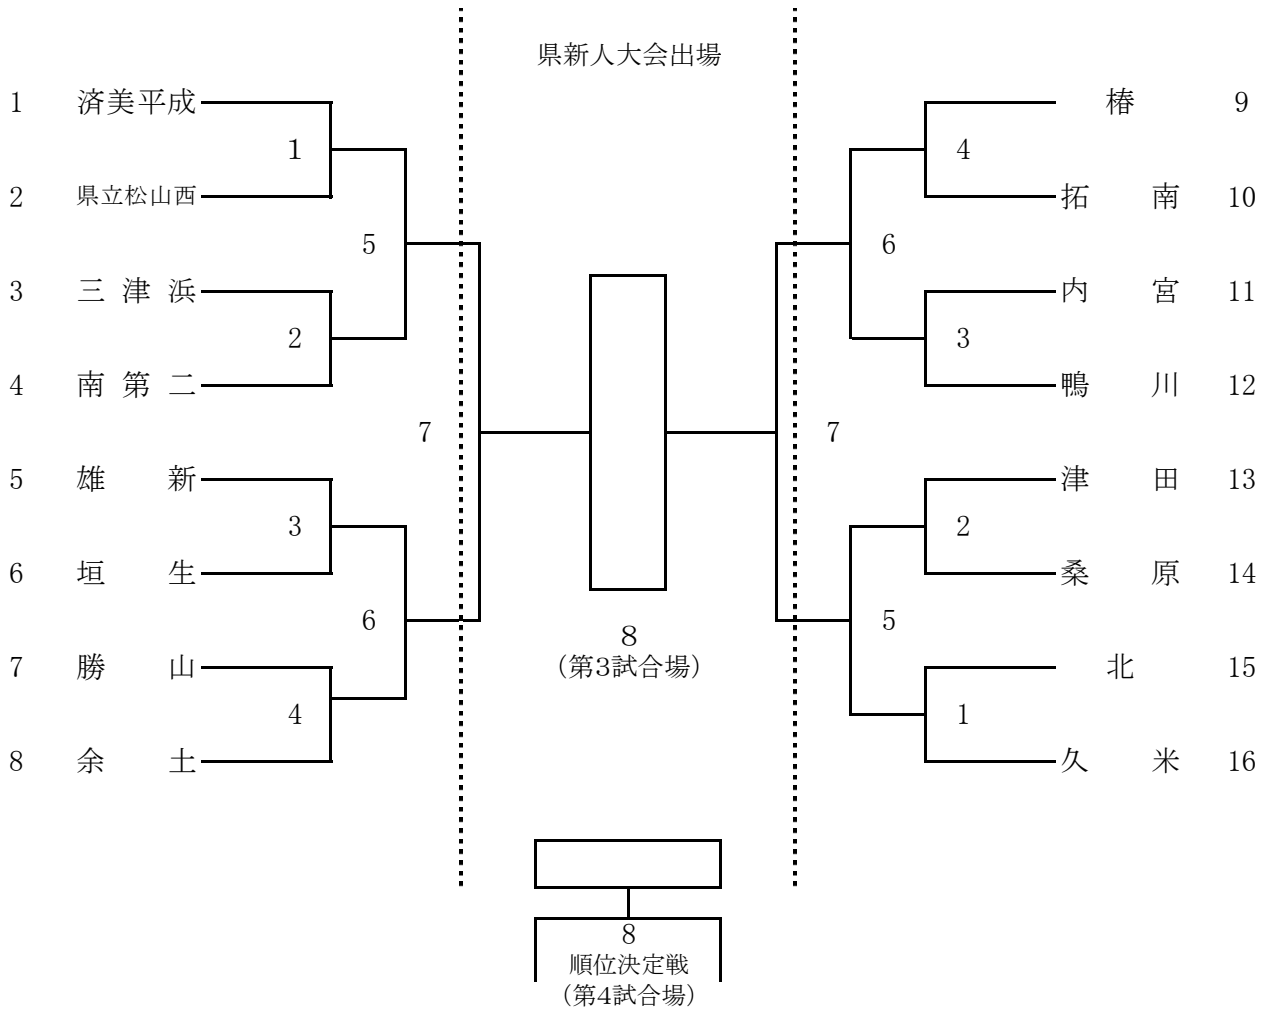 県新人大会出場
1 済美平成 椿 9
1 4
2 県立松山西 拓南 10
5 6
3 三津浜 内宮 11
2 3
4 南第二 鴨川 12
7 7
5 雄新 津田 13
3 2
6 垣生 桑原 14
6 5
8
7 勝山 北 15
(第3試合場)
4 1
8 余土 久米 16
8
順位決定戦
(第4試合場)